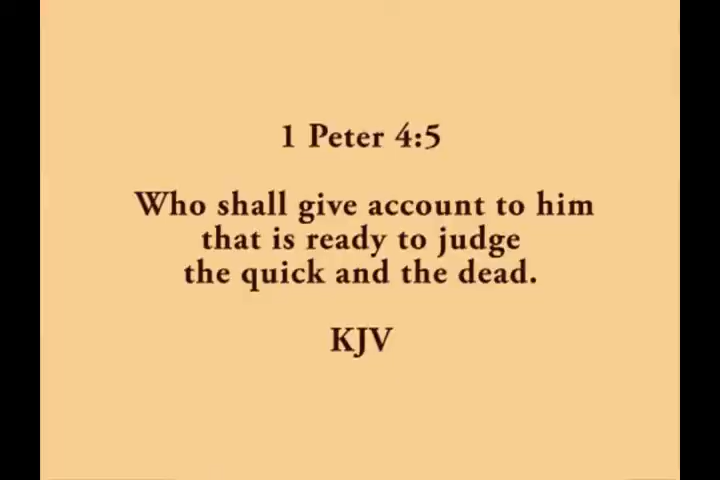 1 Peter 4:5
Who shall give account to him
that is ready to judge
the quick and the dead.
KJV